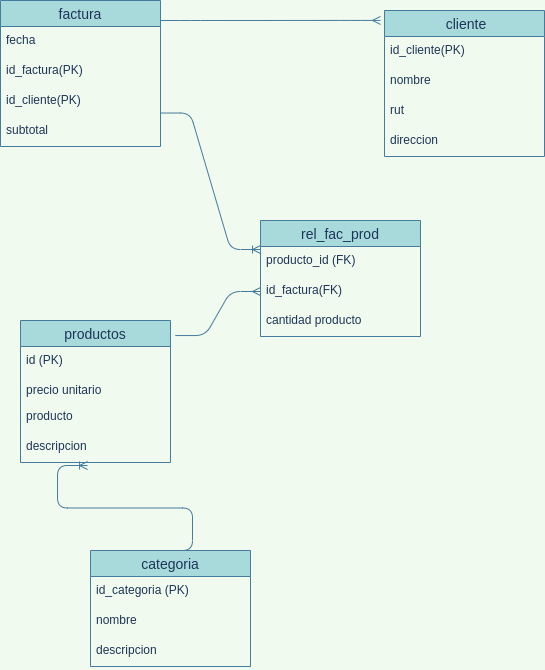 factura
fecha
id_factura(PK)
id_cliente(PK)
subtotal
cliente
id_cliente(PK)
nombre
rut
direccion
rel_fac_prod
producto_id (FK)
id_factura(FK)
cantidad producto
productos
id (PK)
precio unitario
producto
descripcion
categoria
id_categoria (PK)
nombre
descripcion